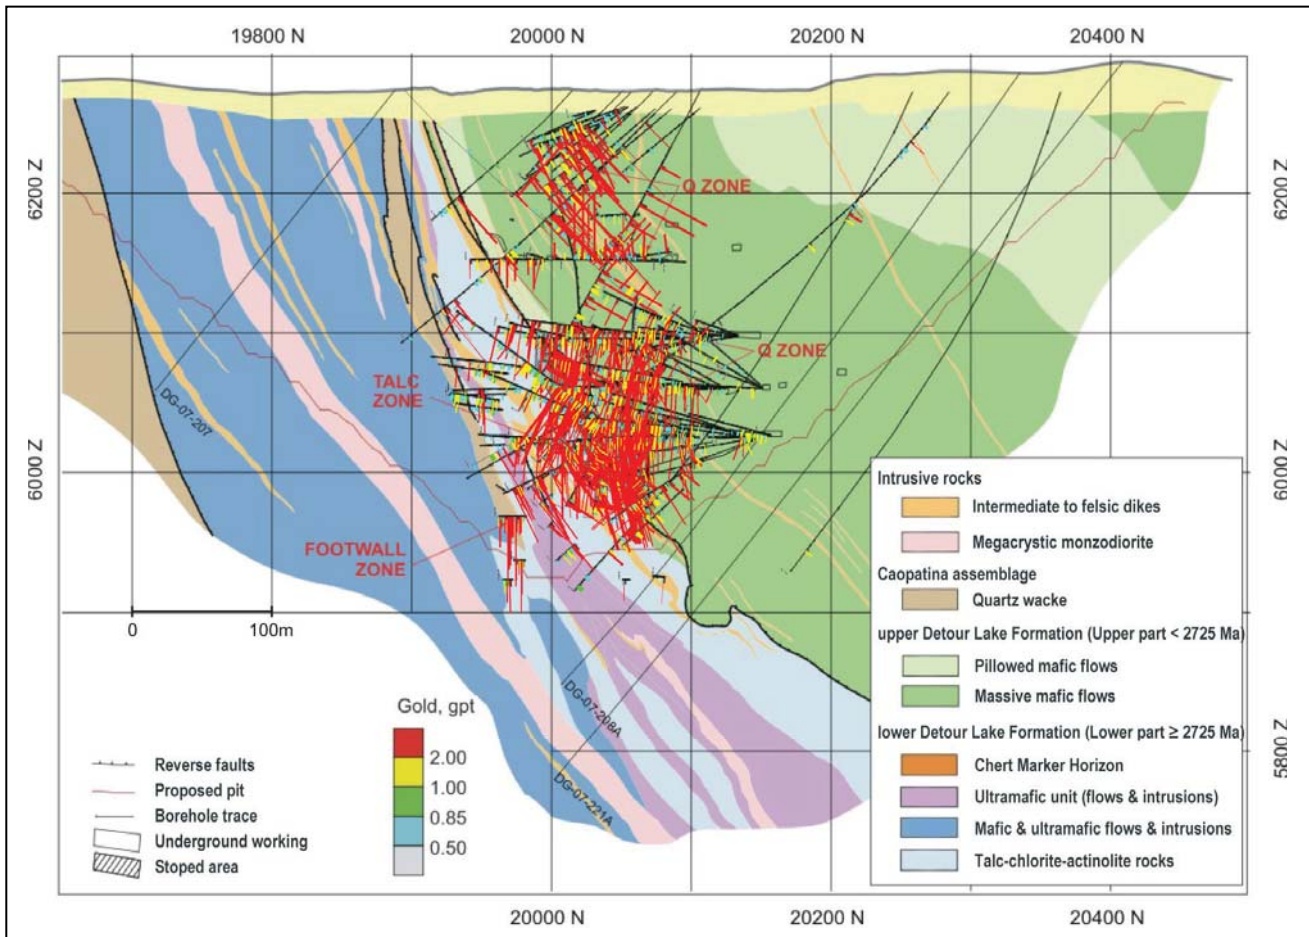 19800 N
20000 N
20200 N
20400 N
6200 Z
6200 Z
Q ZONE
Q ZONE
TALC
ZONE
DG-07-207
6000 Z
6000 Z
FOOTWALL
ZONE
0
100m
DG-07-208A
DG-07-221A
5800 Z
Gold, gpt
2.00
1.00
0.85
0.50
Reverse faults
Proposed pit
Borehole trace
Underground working
Stoped area
Intrusive rocks
Intermediate to felsic dikes
Megacrystic monzodiorite
Caopatina assemblage
Quartz wacke
upper Detour Lake Formation (Upper part < 2725 Ma)
Pillowed mafic flows
Massive mafic flows
lower Detour Lake Formation (Lower part ≥ 2725 Ma)
Chert Marker Horizon
Ultramafic unit (flows & intrusions)
Mafic & ultramafic flows & intrusions
Talc-chlorite-actinolite rocks
20000 N
20200 N
20400 N